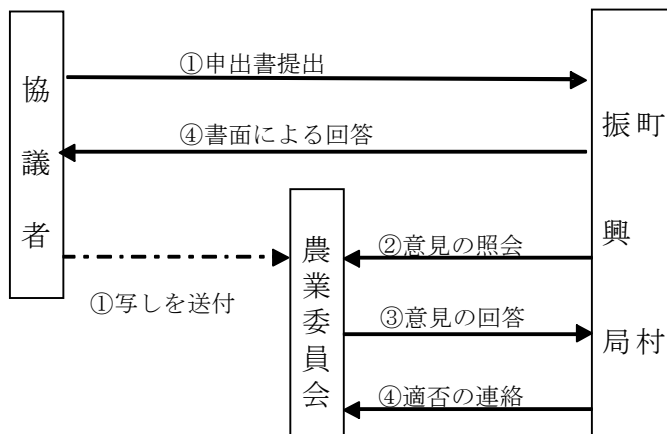 協議者
①申出書提出
④書面による回答
①写しを送付
農業委員会
②意見の照会
③意見の回答
④適否の連絡
町村
振興局